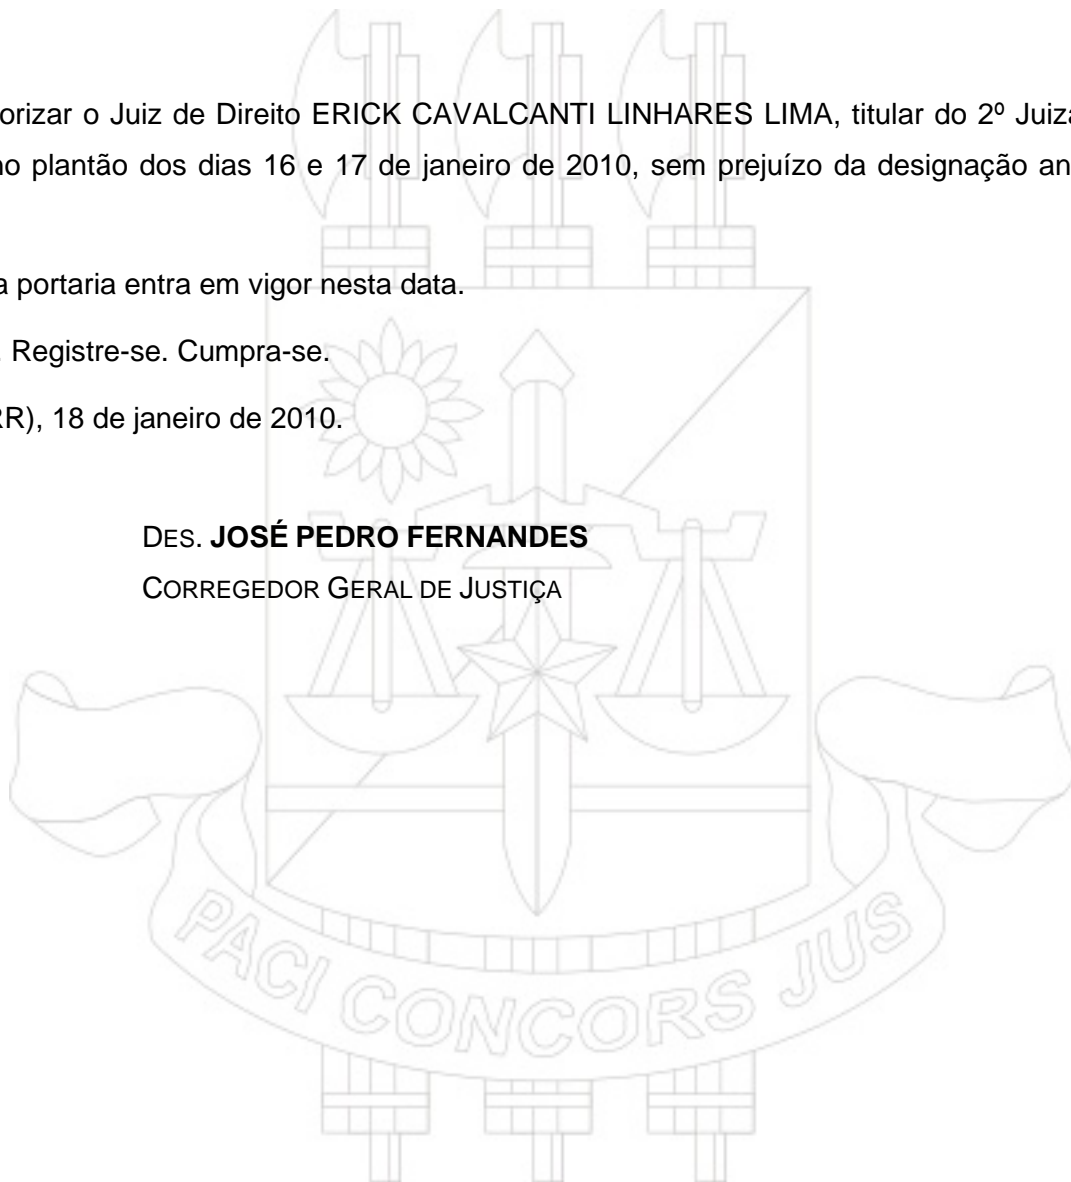 orizar o Juiz de Direito ERICK CAVALCANTI LINHARES LIMA, titular do 2º Juiza
no plantão dos dias 16 e 17 de janeiro de 2010, sem prejuízo da designação an
a portaria entra em vigor nesta data.
. Registre-se. Cumpra-se.
RR), 18 de janeiro de 2010.
DES. JOSÉ PEDRO FERNANDES
CORREGEDOR GERAL DE JUSTIÇA
PACI CONCORS JUS